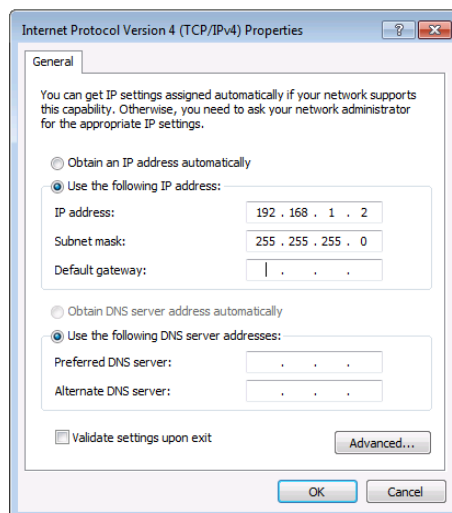 Internet Protocol Version 4 (TCP/IPv4) Properties
General
You can get IP settings assigned automatically if your network supports
this capability. Otherwise, you need to ask your network administrator
for the appropriate IP settings.
Obtain an IP address automatically
Use the following IP address:
IP address: 192 . 168 . 1 . 2
Subnet mask: 255 . 255 . 255 . 0
Default gateway: . . .
Obtain DNS server address automatically
Use the following DNS server addresses:
Preferred DNS server: . . .
Alternate DNS server: . . .
Validate settings upon exit
Advanced...
OK Cancel